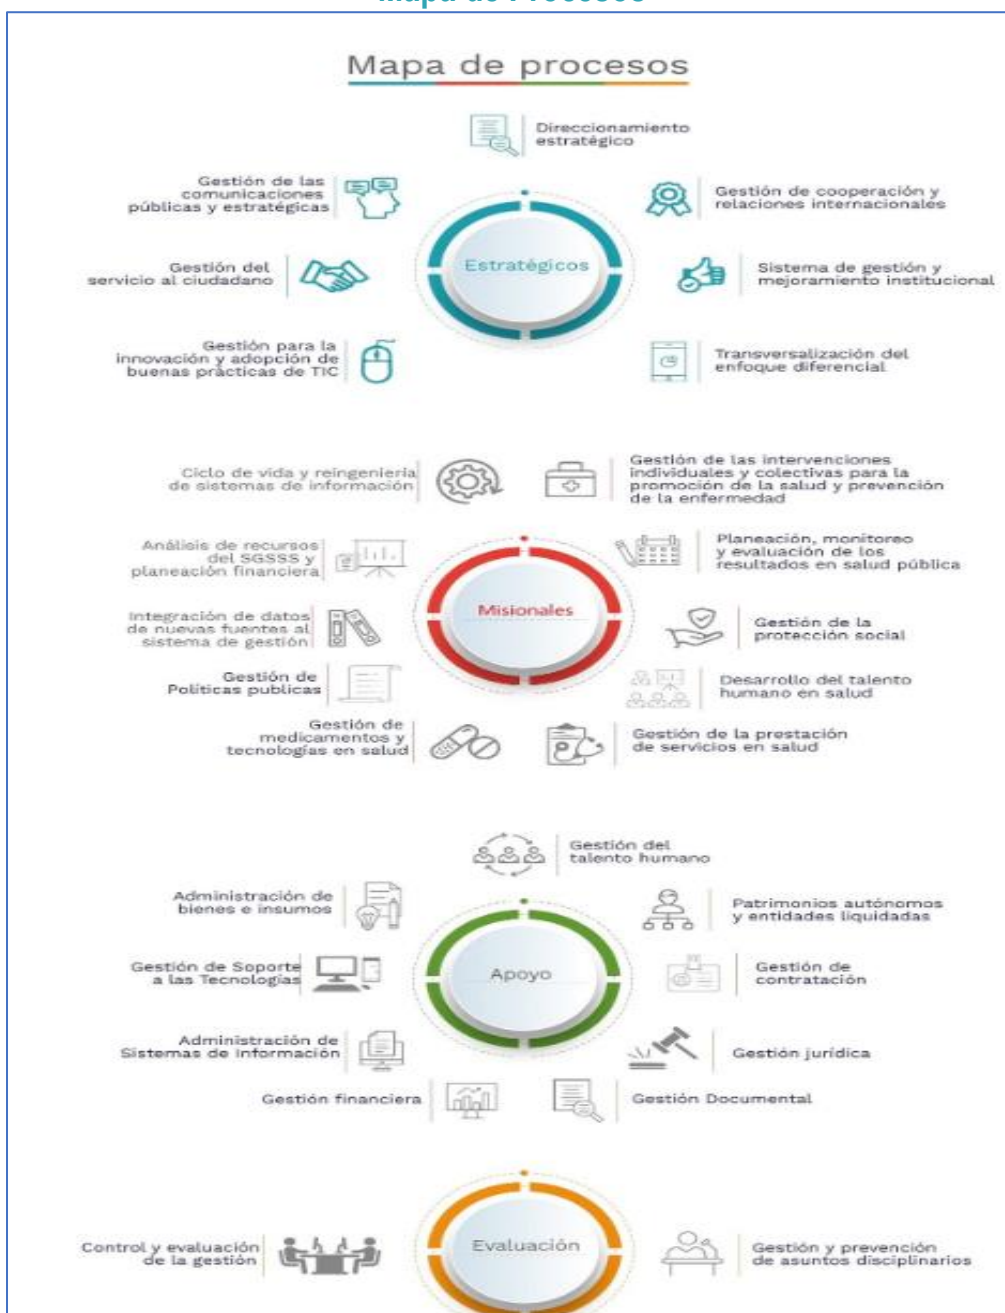 Mapa de Procesos
Mapa de procesos
Direccionamiento
estratégico
Gestión de las
comunicaciones
públicas y estratégicas
Gestión de cooperación y
relaciones internacionales
Estratégicos
Gestión del
servicio al ciudadano
Sistema de gestión y
mejoramiento institucional
Gestión para la
innovación y adopción de
buenas prácticas de TIC
Transversalización del
enfoque diferencial
Ciclo de vida y reingeniería
de sistemas de información
Gestión de las intervenciones
individuales y colectivas para la
promoción de la salud y prevención
de la enfermedad
Análisis de recursos
del SGSSS y
planeación financiera
Planeación, monitoreo
y evaluación de los
resultados en salud pública
Misionales
Integración de datos
de nuevas fuentes al
sistema de gestión
Gestión de la
protección social
Gestión de
Políticas publicas
Desarrollo del talento
humano en salud
Gestión de
medicamentos y
tecnologías en salud
Gestión de la prestación
de servicios en salud
Gestión del
talento humano
Administración de
bienes e insumos
Patrimonios autónomos
y entidades liquidadas
Gestión de Soporte
a las Tecnologías
Apoyo
Gestión de
contratación
Administración de
Sistemas de Información
Gestión jurídica
Gestión financiera
Gestión Documental
Control y evaluación
de la gestión
Evaluación
Gestión y prevención
de asuntos disciplinarios